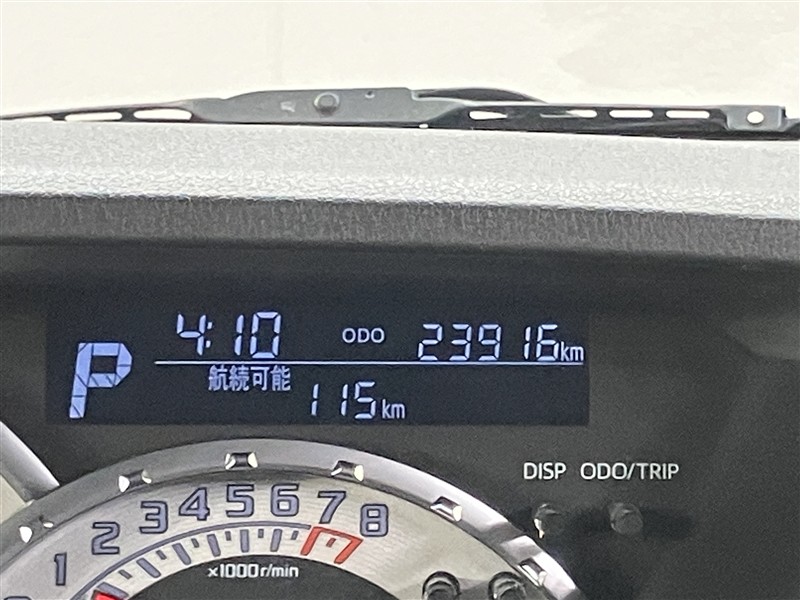 4:10 ODO 23916km
P
航続可能
115km
DISP ODO/TRIP
1 2 3 4 5 6 7 8
x1000r/min